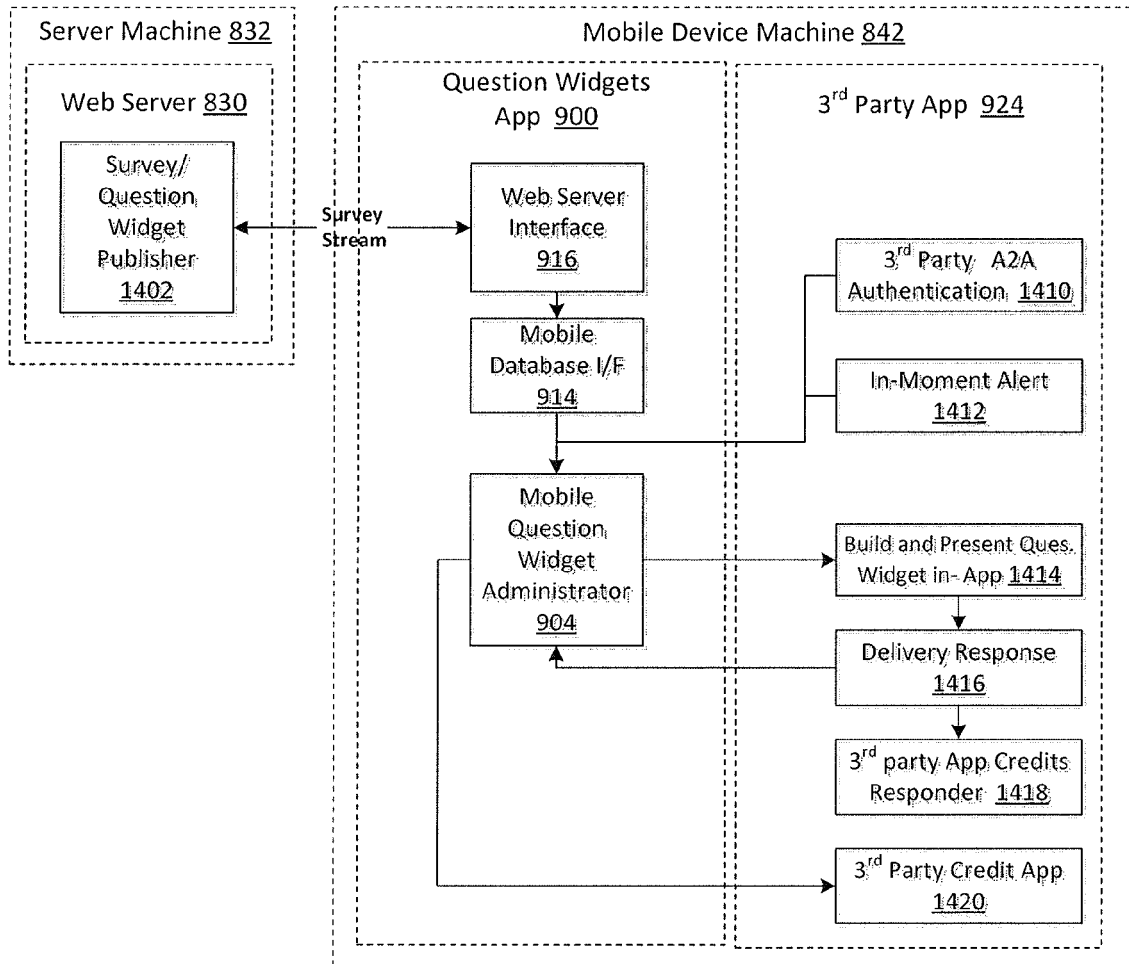 Server Machine 832
Web Server 830
Survey/
Question
Widget
Publisher
1402
Survey
Stream
Mobile Device Machine 842
Question Widgets
App 900
Web Server
Interface
916
Mobile
Database I/F
914
Mobile
Question
Widget
Administrator
904
3rd Party App 924
3rd Party A2A
Authentication 1410
In-Moment Alert
1412
Build and Present Ques.
Widget in- App 1414
Delivery Response
1416
3rd party App Credits
Responder 1418
3rd Party Credit App
1420